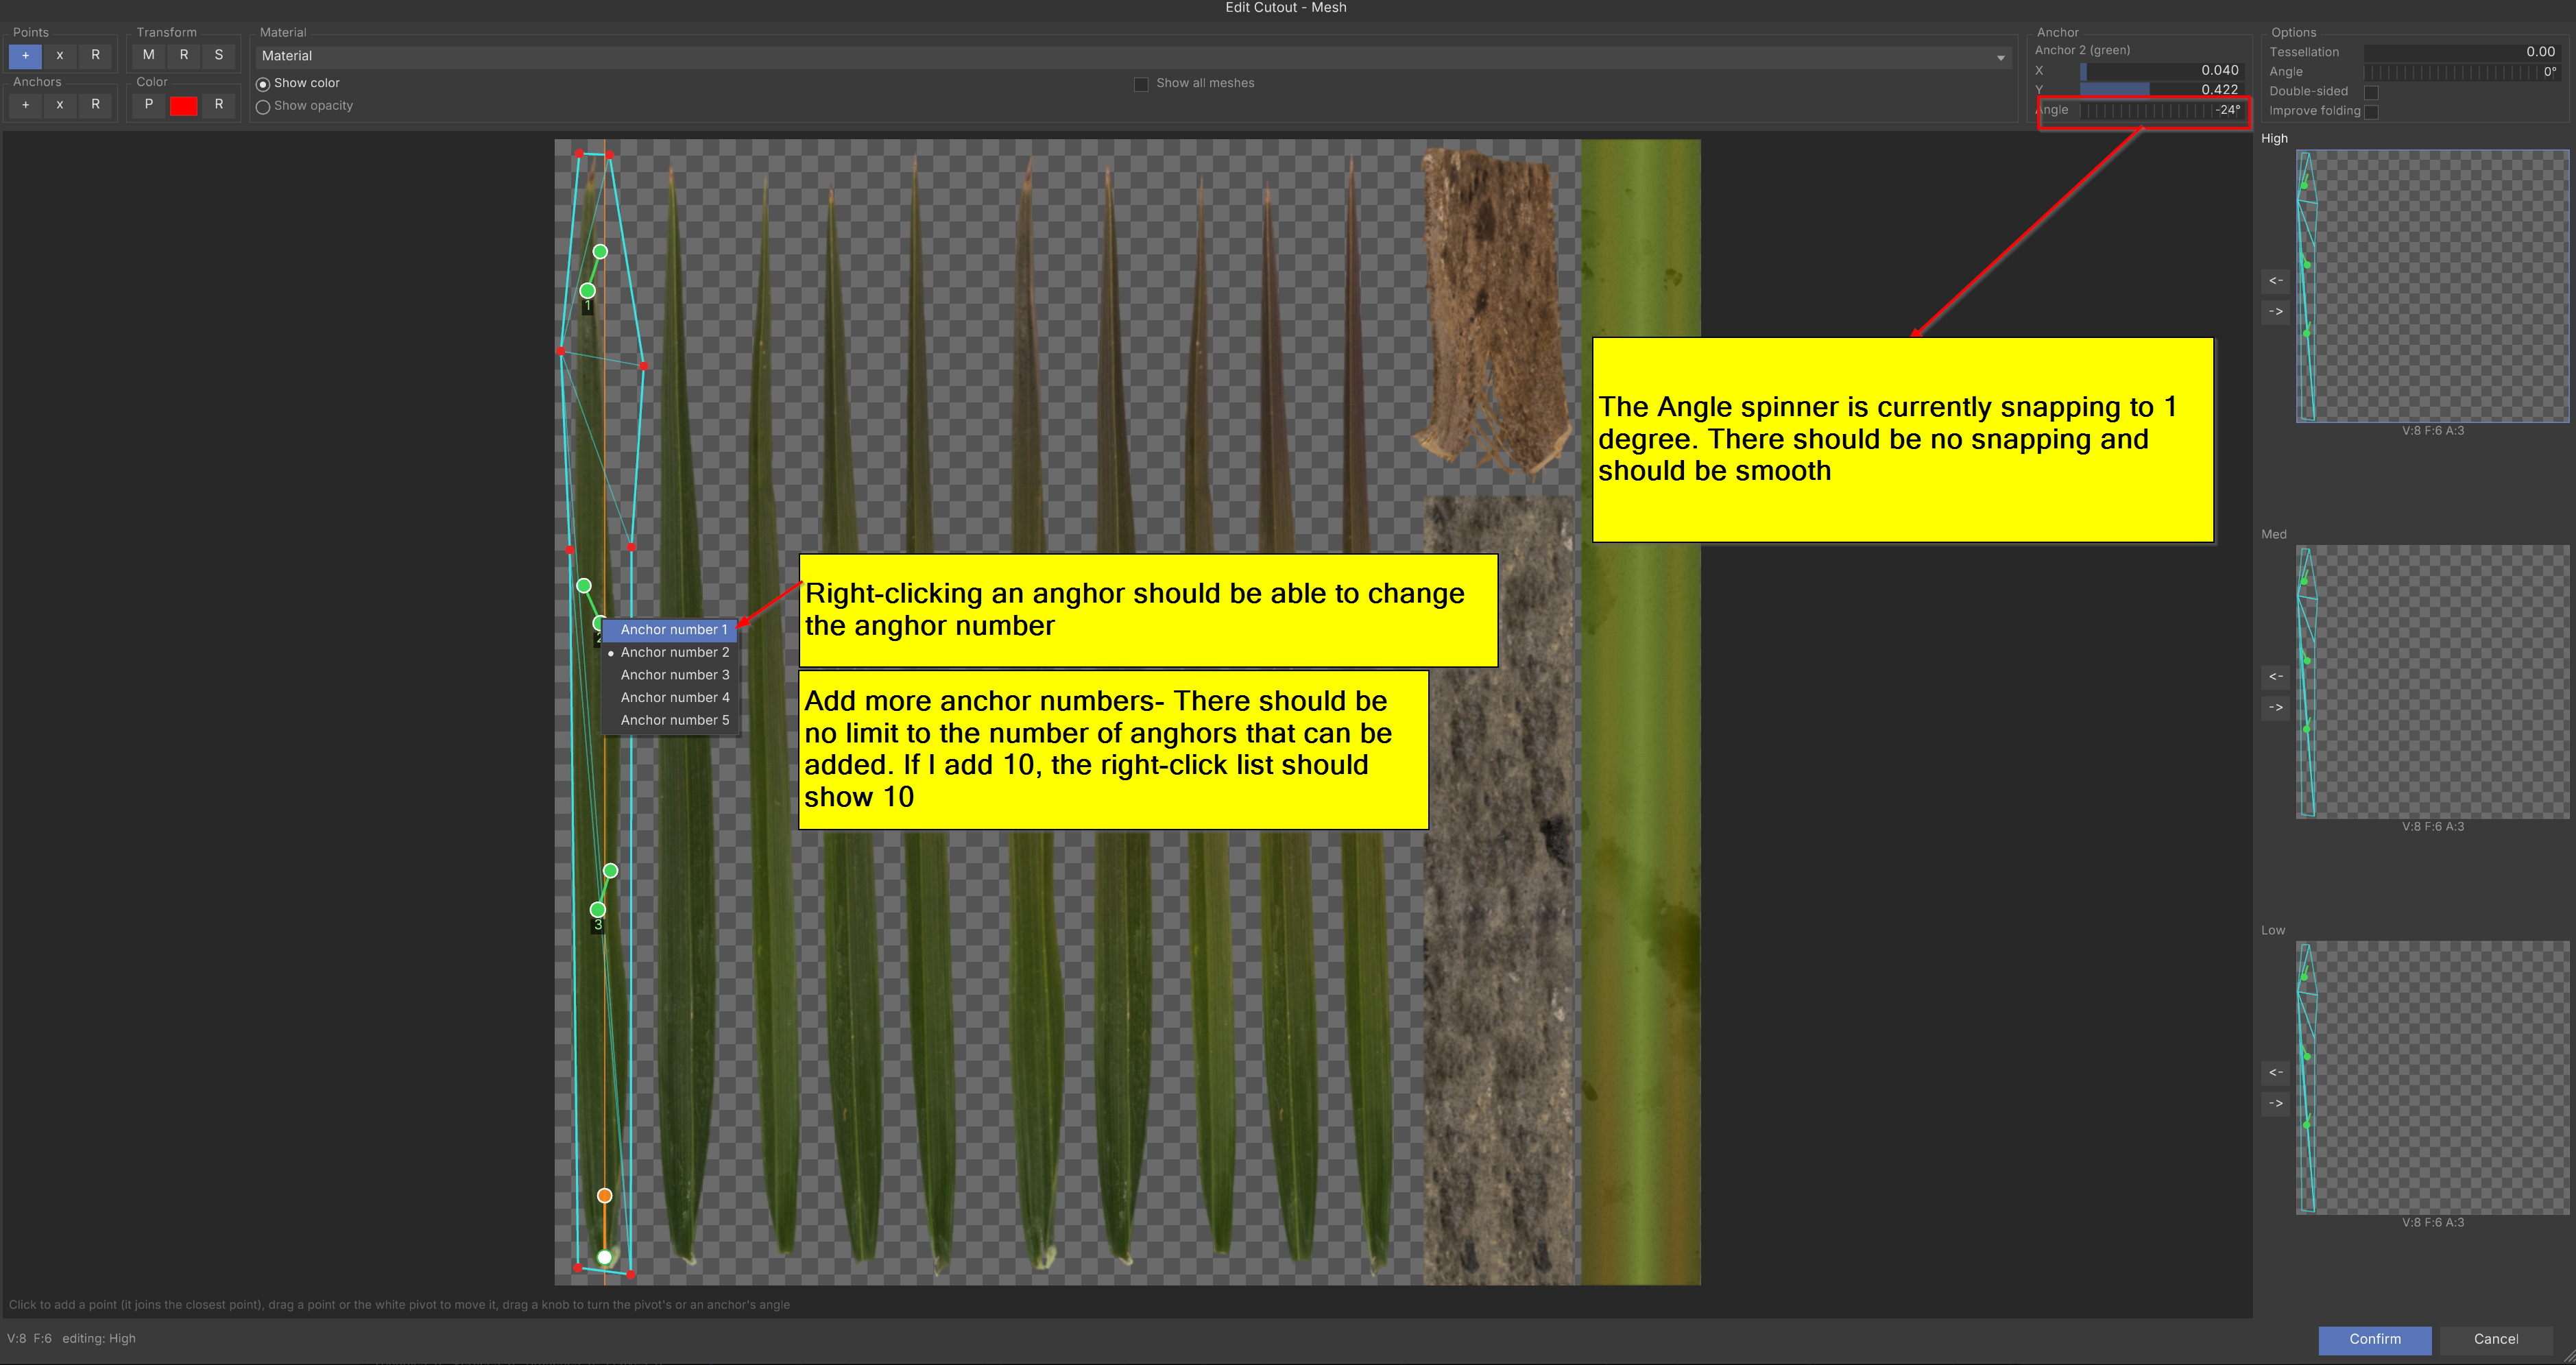 Edit Cutout - Mesh
Points
+ x R
Transform
M R S
Anchors
+ x R
Color
P R
Material
Material
Show color
Show opacity
Show all meshes
Anchor
Anchor 2 (green)
X 0.040
Y 0.422
Angle -24°
Options
Tessellation 0.00
Angle 0°
Double-sided
Improve folding
High
<-
->
V:8 F:6 A:3
Med
<-
->
V:8 F:6 A:3
Low
<-
->
V:8 F:6 A:3
1
The Angle spinner is currently snapping to 1
degree. There should be no snapping and
should be smooth
Right-clicking an anghor should be able to change
the anghor number
Anchor number 1
Anchor number 2
Anchor number 3
Anchor number 4
Anchor number 5
Add more anchor numbers- There should be
no limit to the number of anghors that can be
added. If I add 10, the right-click list should
show 10
3
Click to add a point (it joins the closest point), drag a point or the white pivot to move it, drag a knob to turn the pivot's or an anchor's angle
V:8 F:6 editing: High
Confirm
Cancel